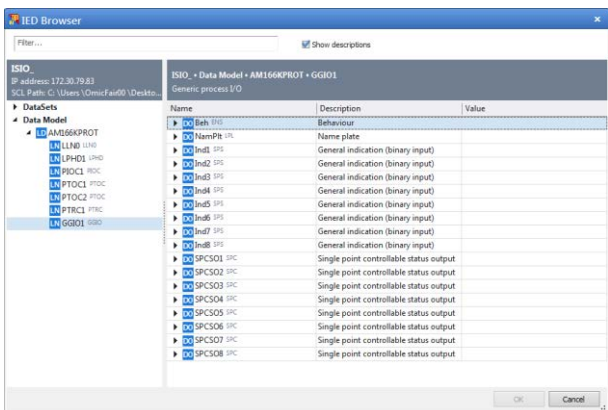 IED Browser
Filter...
Show descriptions
ISIO_
IP address: 172.30.79.83
SCL Path: C: \Users \OmicFair00 \Deskto...
DataSets
Data Model
LD AM166KPROT
LN LLN0 LLN0
LN LPHD1 LPHD
LN PIOC1 PIOC
LN PTOC1 PTOC
LN PTOC2 PTOC
LN PTRC1 PTRC
LN GGIO1 GGIO
ISIO_ • Data Model • AM166KPROT • GGIO1
Generic process I/O
Name Description Value
DO Beh ENS Behaviour
DO NamPlt LPL Name plate
DO Ind1 SPS General indication (binary input)
DO Ind2 SPS General indication (binary input)
DO Ind3 SPS General indication (binary input)
DO Ind4 SPS General indication (binary input)
DO Ind5 SPS General indication (binary input)
DO Ind6 SPS General indication (binary input)
DO Ind7 SPS General indication (binary input)
DO Ind8 SPS General indication (binary input)
DO SPCSO1 SPC Single point controllable status output
DO SPCSO2 SPC Single point controllable status output
DO SPCSO3 SPC Single point controllable status output
DO SPCSO4 SPC Single point controllable status output
DO SPCSO5 SPC Single point controllable status output
DO SPCSO6 SPC Single point controllable status output
DO SPCSO7 SPC Single point controllable status output
DO SPCSO8 SPC Single point controllable status output
OK Cancel